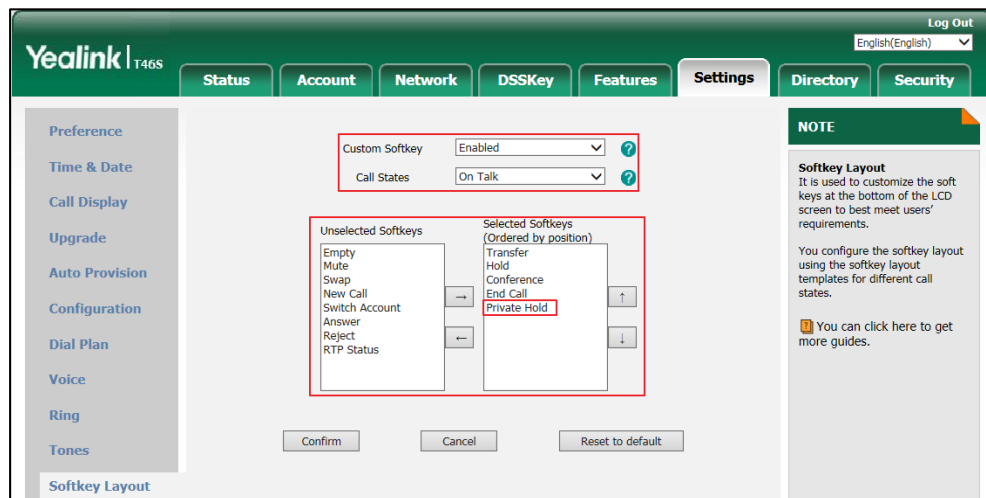 Log Out
English(English)
Yealink | T46S
Status
Account
Network
DSSKey
Features
Settings
Directory
Security
Preference
Time & Date
Call Display
Upgrade
Auto Provision
Configuration
Dial Plan
Voice
Ring
Tones
Softkey Layout
Custom Softkey
Enabled
?
Call States
On Talk
?
Unselected Softkeys
Empty
Mute
Swap
New Call
Switch Account
Answer
Reject
RTP Status
→
←
Selected Softkeys
(Ordered by position)
Transfer
Hold
Conference
End Call
Private Hold
↑
↓
Confirm
Cancel
Reset to default
NOTE
Softkey Layout
It is used to customize the soft
keys at the bottom of the LCD
screen to best meet users'
requirements.
You configure the softkey layout
using the softkey layout
templates for different call
states.
? You can click here to get
more guides.